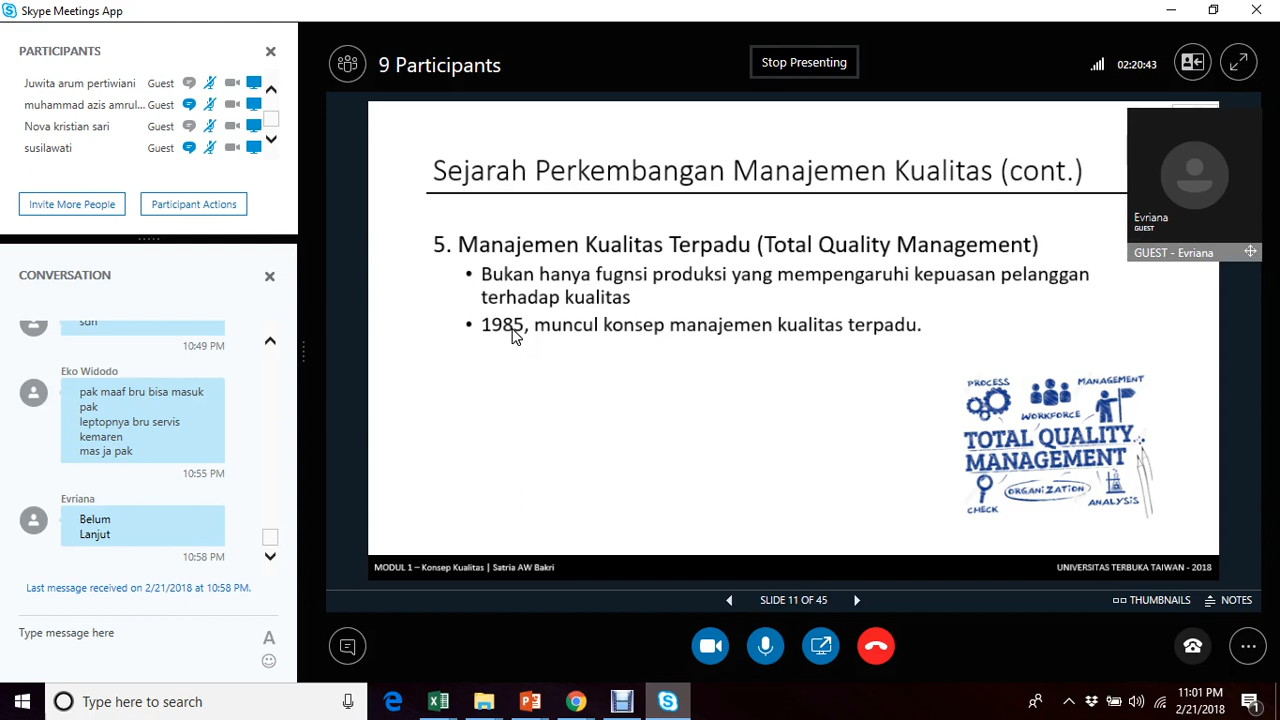 Skype Meetings App
PARTICIPANTS
Juwita arum pertiwiani Guest
muhammad azis amrul... Guest
Nova kristian sari Guest
susilawati Guest
Invite More People
Participant Actions
CONVERSATION
10:49 PM
Eko Widodo
pak maaf bru bisa masuk
pak
leptopnya bru servis
kemaren
mas ja pak
10:55 PM
Evriana
Belum
Lanjut
10:58 PM
Last message received on 2/21/2018 at 10:58 PM.
Type message here
A
9 Participants
Stop Presenting
02:20:43
Sejarah Perkembangan Manajemen Kualitas (cont.)
5. Manajemen Kualitas Terpadu (Total Quality Management)
• Bukan hanya fugnsi produksi yang mempengaruhi kepuasan pelanggan
terhadap kualitas
• 1985, muncul konsep manajemen kualitas terpadu.
PROCESS
MANAGEMENT
WORKFORCE
TOTAL QUALITY
MANAGEMENT
ORGANIZATION
CHECK
ANALYSIS
MODUL 1 – Konsep Kualitas | Satria AW Bakri
UNIVERSITAS TERBUKA TAIWAN - 2018
Evriana
GUEST
GUEST - Evriana
SLIDE 11 OF 45
THUMBNAILS
NOTES
Type here to search
11:01 PM
2/21/2018
1